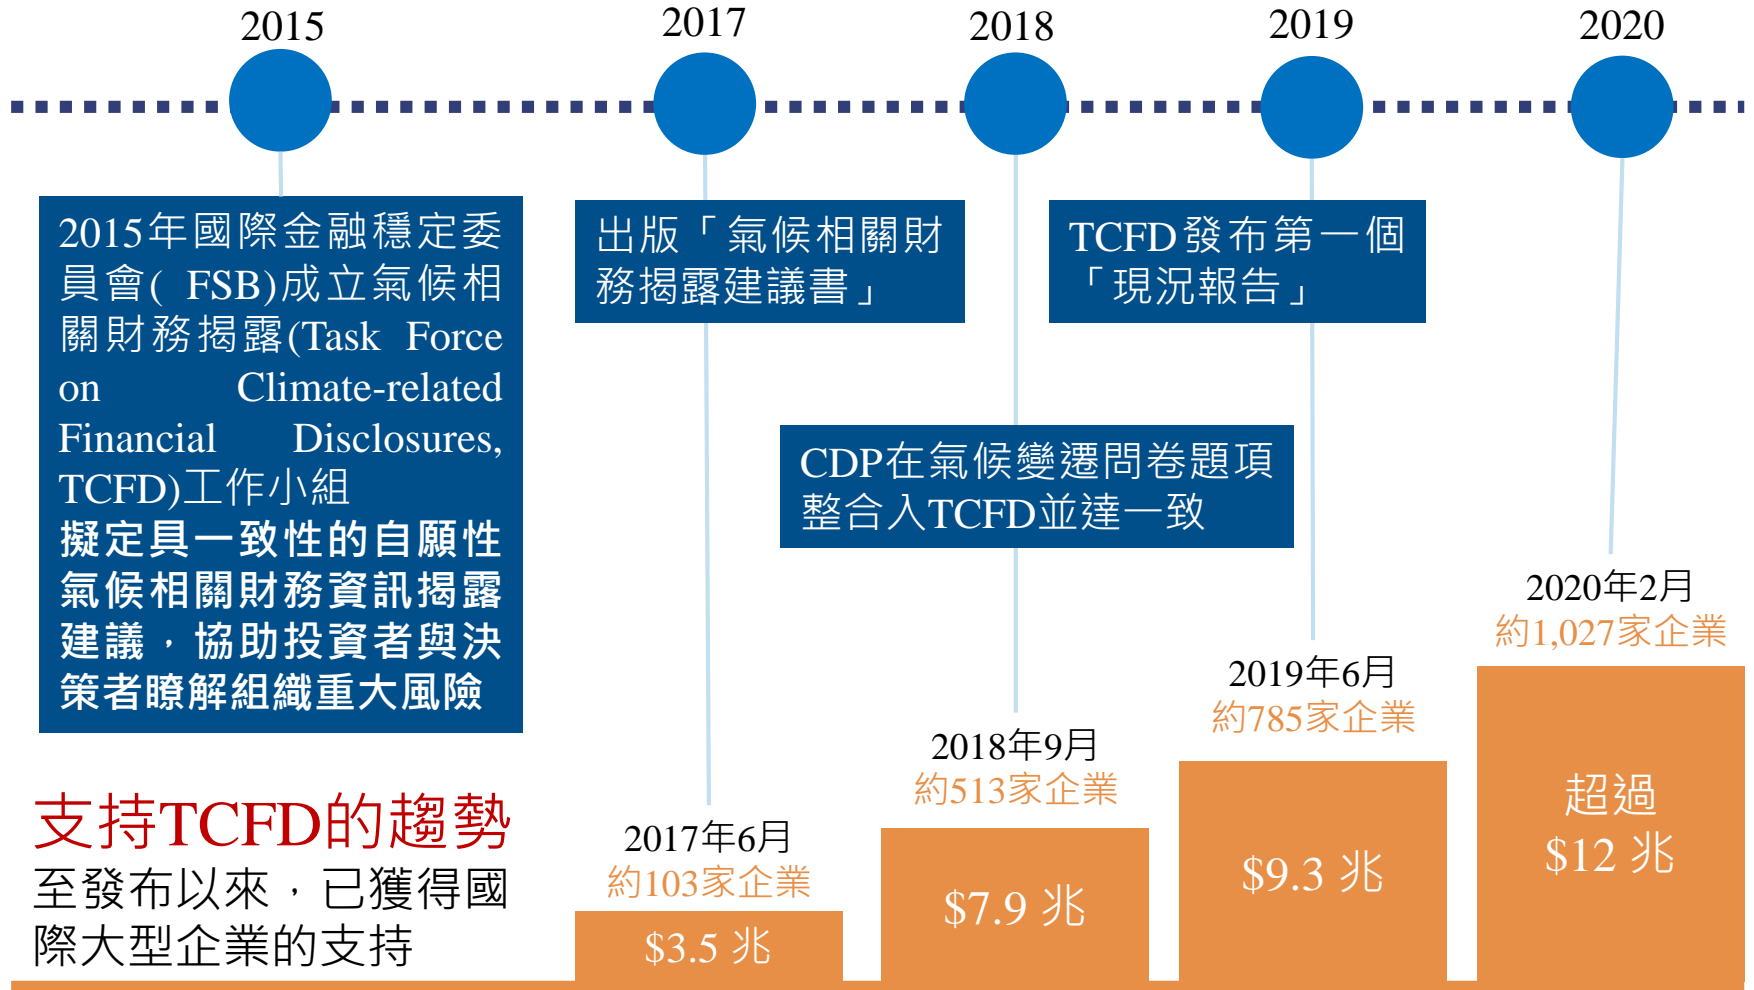 2015
2017
2018
2019
2020
2015年國際金融穩定委
員會( FSB)成立氣候相
關財務揭露(Task Force
on Climate-related
Financial Disclosures,
TCFD)工作小組
擬定具一致性的自願性
氣候相關財務資訊揭露
建議，協助投資者與決
策者瞭解組織重大風險
出版「氣候相關財
務揭露建議書」
TCFD發布第一個
「現況報告」
CDP在氣候變遷問卷題項
整合入TCFD並達一致
支持TCFD的趨勢
至發布以來，已獲得國
際大型企業的支持
2017年6月
約103家企業
$3.5 兆
2018年9月
約513家企業
$7.9 兆
2019年6月
約785家企業
$9.3 兆
2020年2月
約1,027家企業
超過
$12 兆